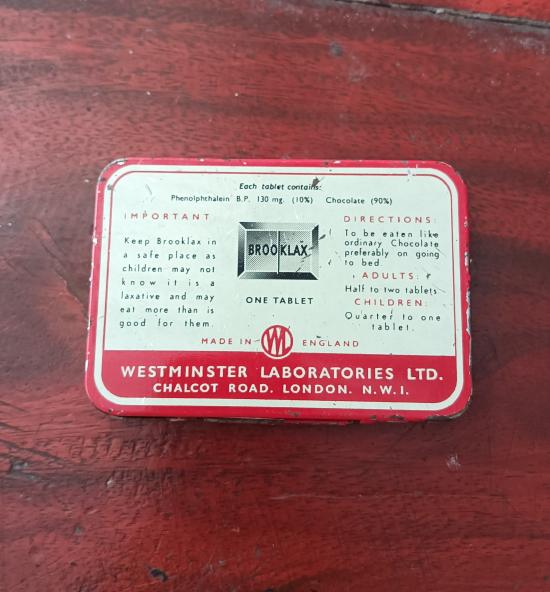 Each tablet contains:
Phenolphthalein B.P. 130 mg. (10%) Chocolate (90%)
IMPORTANT
Keep Brooklax in
a safe place as
children may not
know it is a
laxative and may
eat more than is
good for them.
BROOKLAX
ONE TABLET
DIRECTIONS:
To be eaten like
ordinary Chocolate
preferably on going
to bed
ADULTS:
Half to two tablets
CHILDREN:
Quarter to one
tablet.
MADE IN WL ENGLAND
WESTMINSTER LABORATORIES LTD.
CHALCOT ROAD. LONDON. N.W.1.